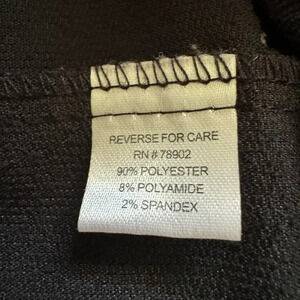 REVERSE FOR CARE
RN # 78902
90% POLYESTER
8% POLYAMIDE
2% SPANDEX